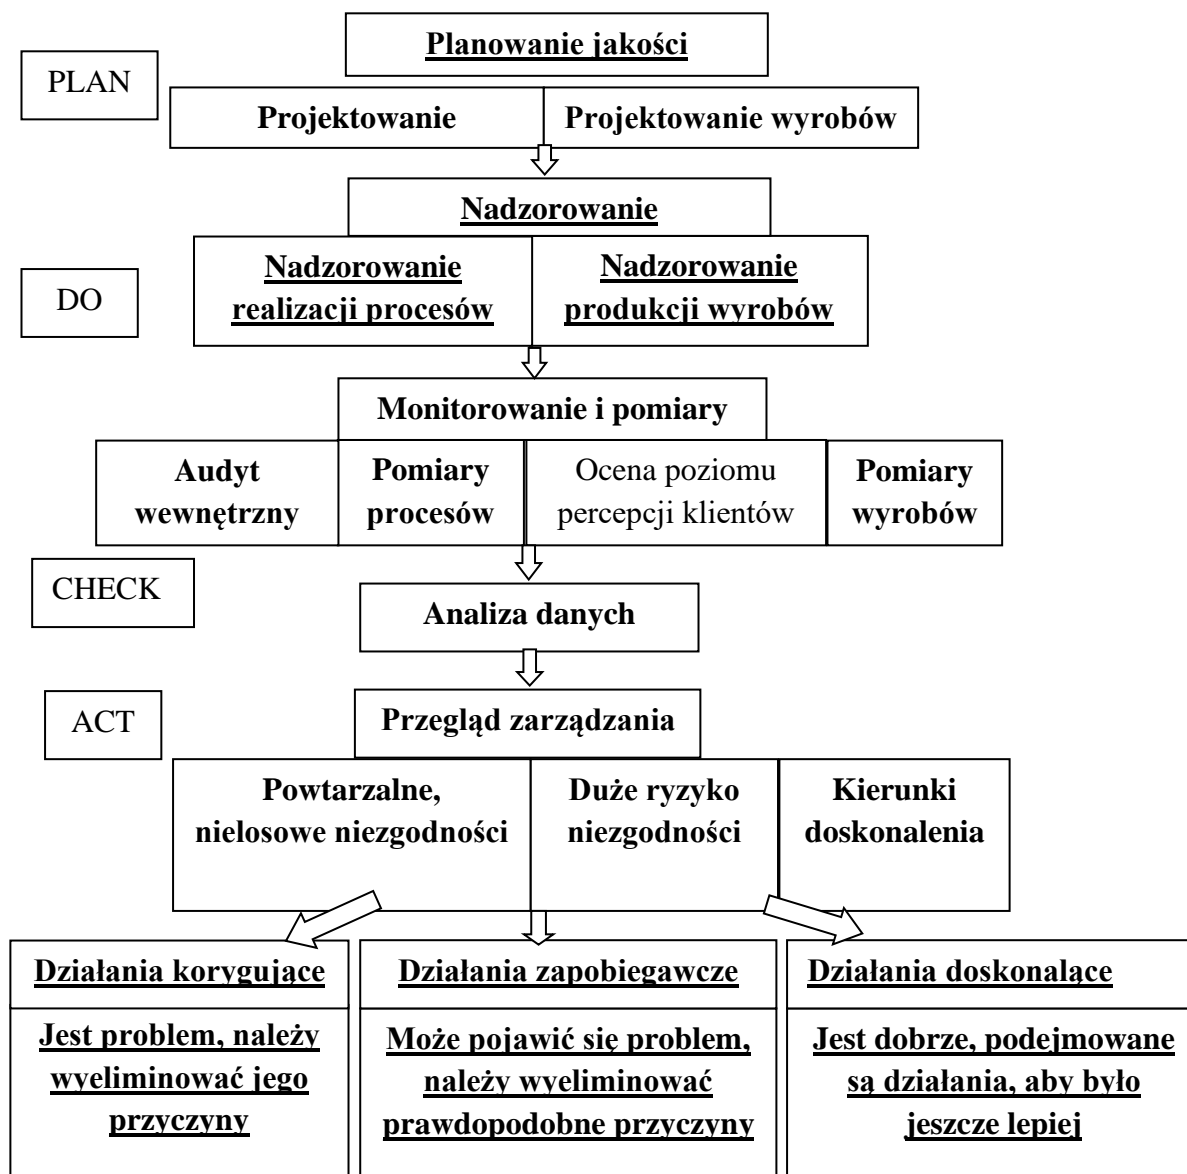 Planowanie jakości
PLAN
Projektowanie
Projektowanie wyrobów
Nadzorowanie
DO
Nadzorowanie
realizacji procesów
Nadzorowanie
produkcji wyrobów
Monitorowanie i pomiary
Audyt
wewnętrzny
Pomiary
procesów
Ocena poziomu
percepcji klientów
Pomiary
wyrobów
CHECK
Analiza danych
ACT
Przegląd zarządzania
Powtarzalne,
nielosowe niezgodności
Duże ryzyko
niezgodności
Kierunki
doskonalenia
Działania korygujące
Jest problem, należy
wyeliminować jego
przyczyny
Działania zapobiegawcze
Może pojawić się problem,
należy wyeliminować
prawdopodobne przyczyny
Działania doskonalące
Jest dobrze, podejmowane
są działania, aby było
jeszcze lepiej